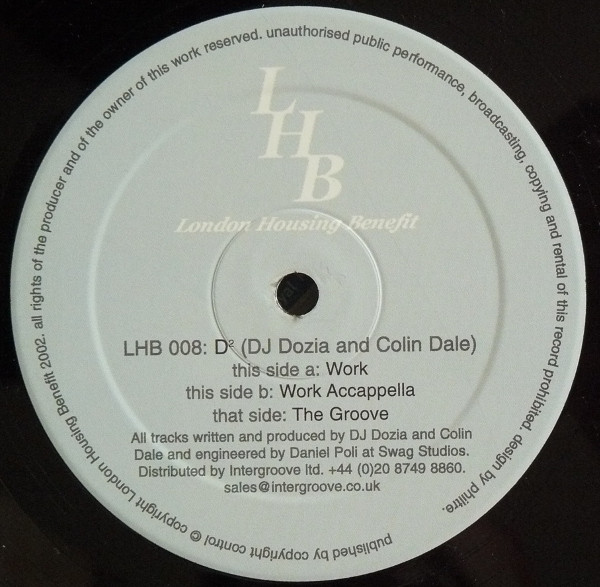 L
H
B
London Housing Benefit
LHB 008: D² (DJ Dozia and Colin Dale)
this side a: Work
this side b: Work Accappella
that side: The Groove
All tracks written and produced by DJ Dozia and Colin
Dale and engineered by Daniel Poli at Swag Studios.
Distributed by Intergroove ltd. +44 (0)20 8749 8860.
sales@intergroove.co.uk
published by copyright control © copyright London Housing Benefit 2002. all rights of the producer and of the owner of this work reserved. unauthorised public performance, broadcasting, copying and rental of this record prohibited. design by philtre.